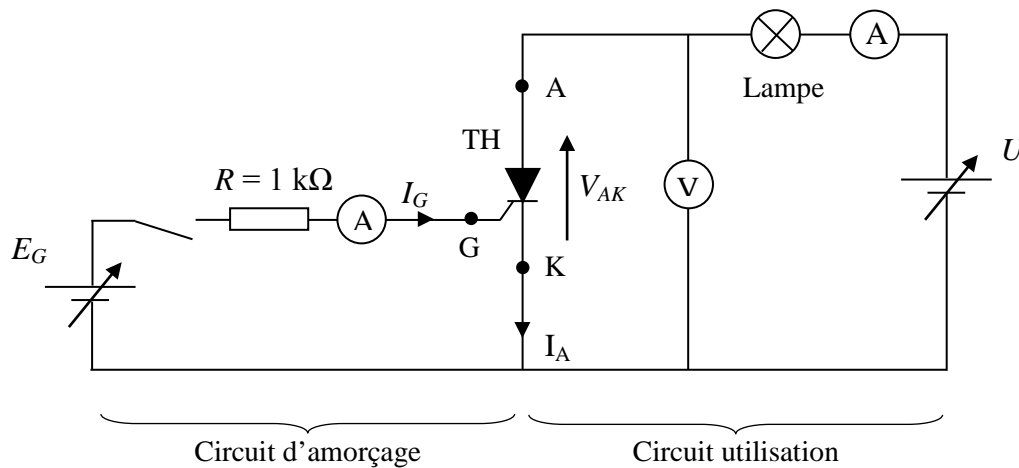 A
Lampe
A
TH
U
R = 1 kΩ
V_AK
V
I_G
A
G
E_G
K
I_A
Circuit d’amorçage
Circuit utilisation